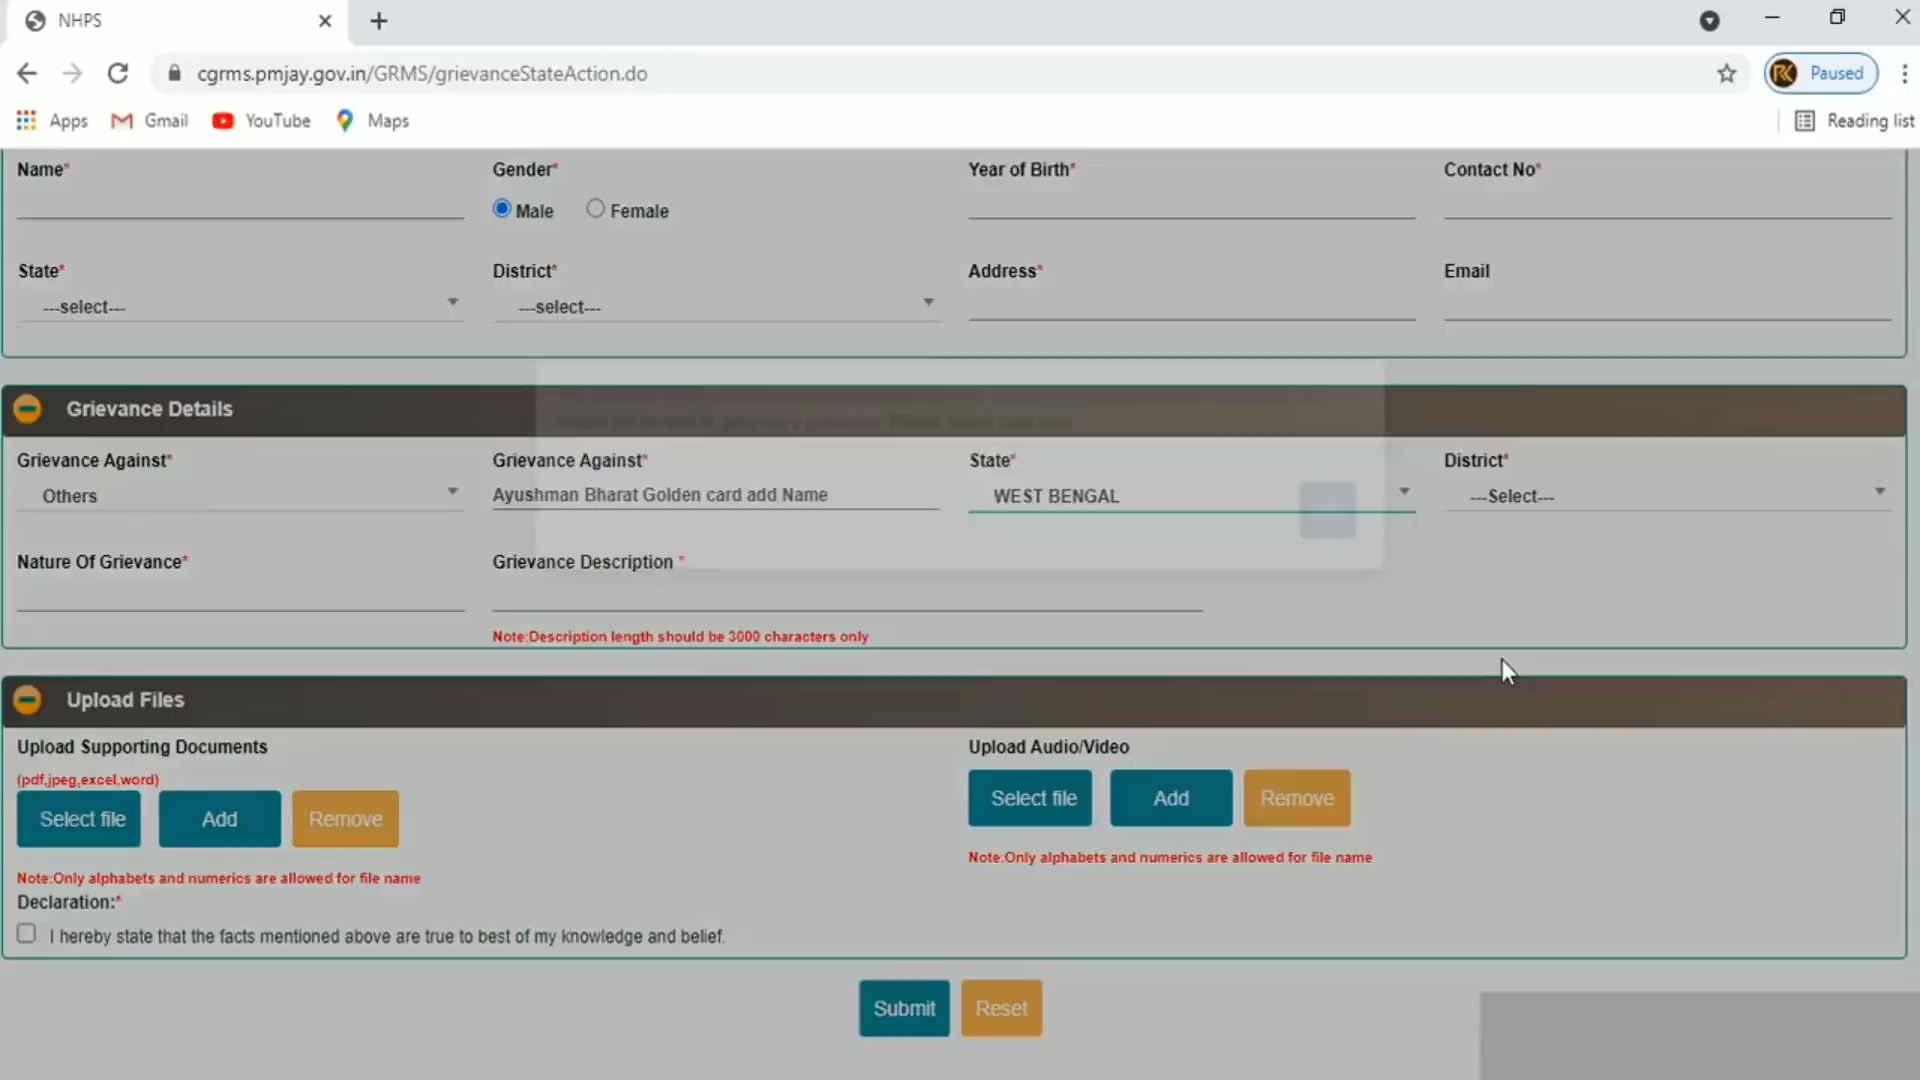 NHPS
cgrms.pmjay.gov.in/GRMS/grievanceStateAction.do
Paused
Apps Gmail YouTube Maps Reading list
Name* Gender* Year of Birth* Contact No*
Male Female
State* District* Address* Email
---select--- ---select---
Grievance Details
Grievance Against* Grievance Against* State* District*
Others Ayushman Bharat Golden card add Name WEST BENGAL ---Select---
Nature Of Grievance* Grievance Description *
Note:Description length should be 3000 characters only
Upload Files
Upload Supporting Documents Upload Audio/Video
(pdf,jpeg,excel,word)
Select file Add Remove
Select file Add Remove
Note:Only alphabets and numerics are allowed for file name
Note:Only alphabets and numerics are allowed for file name
Declaration:*
I hereby state that the facts mentioned above are true to best of my knowledge and belief.
Submit Reset